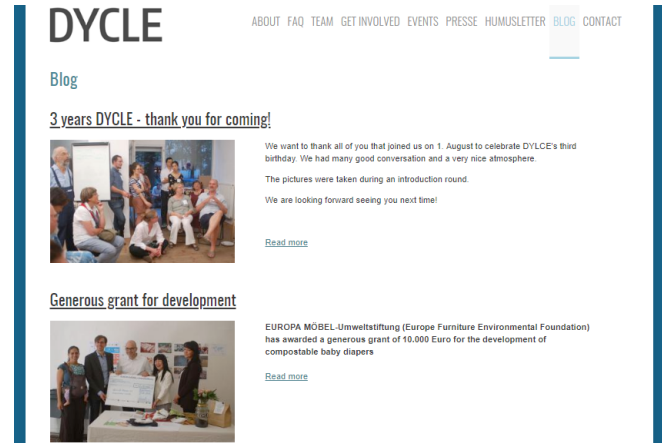 DYCLE
ABOUT FAQ TEAM GET INVOLVED EVENTS PRESSE HUMUSLETTER BLOG CONTACT
Blog
3 years DYCLE - thank you for coming!
We want to thank all of you that joined us on 1. August to celebrate DYLCE's third
birthday. We had many good conversation and a very nice atmosphere.
The pictures were taken during an introduction round.
We are looking forward seeing you next time!
Read more
Generous grant for development
EUROPA MÖBEL-Umweltstiftung (Europe Furniture Environmental Foundation)
has awarded a generous grant of 10.000 Euro for the development of
compostable baby diapers
Read more